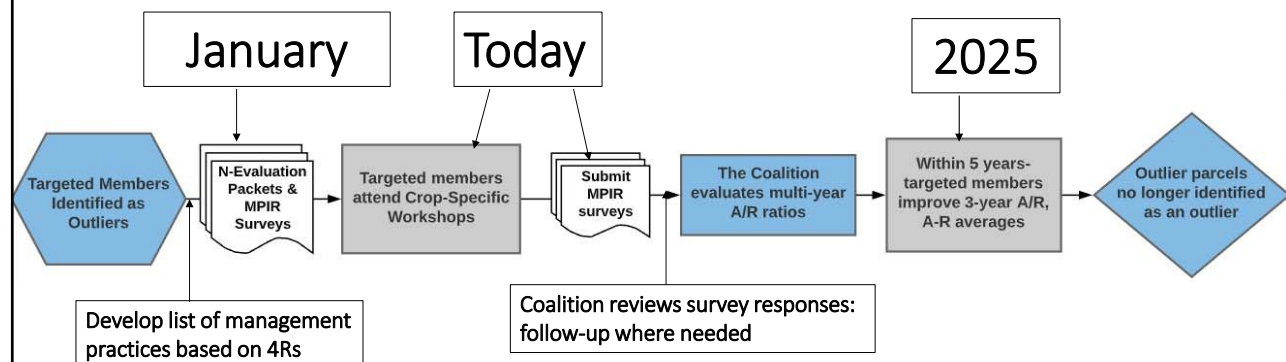 January
Today
2025
Targeted Members
Identified as
Outliers
N-Evaluation
Packets &
MPIR
Surveys
Targeted members
attend Crop-Specific
Workshops
Submit
MPIR
surveys
The Coalition
evaluates multi-year
A/R ratios
Within 5 years-
targeted members
improve 3-year A/R,
A-R averages
Outlier parcels
no longer identified
as an outlier
Develop list of management
practices based on 4Rs
Coalition reviews survey responses:
follow-up where needed